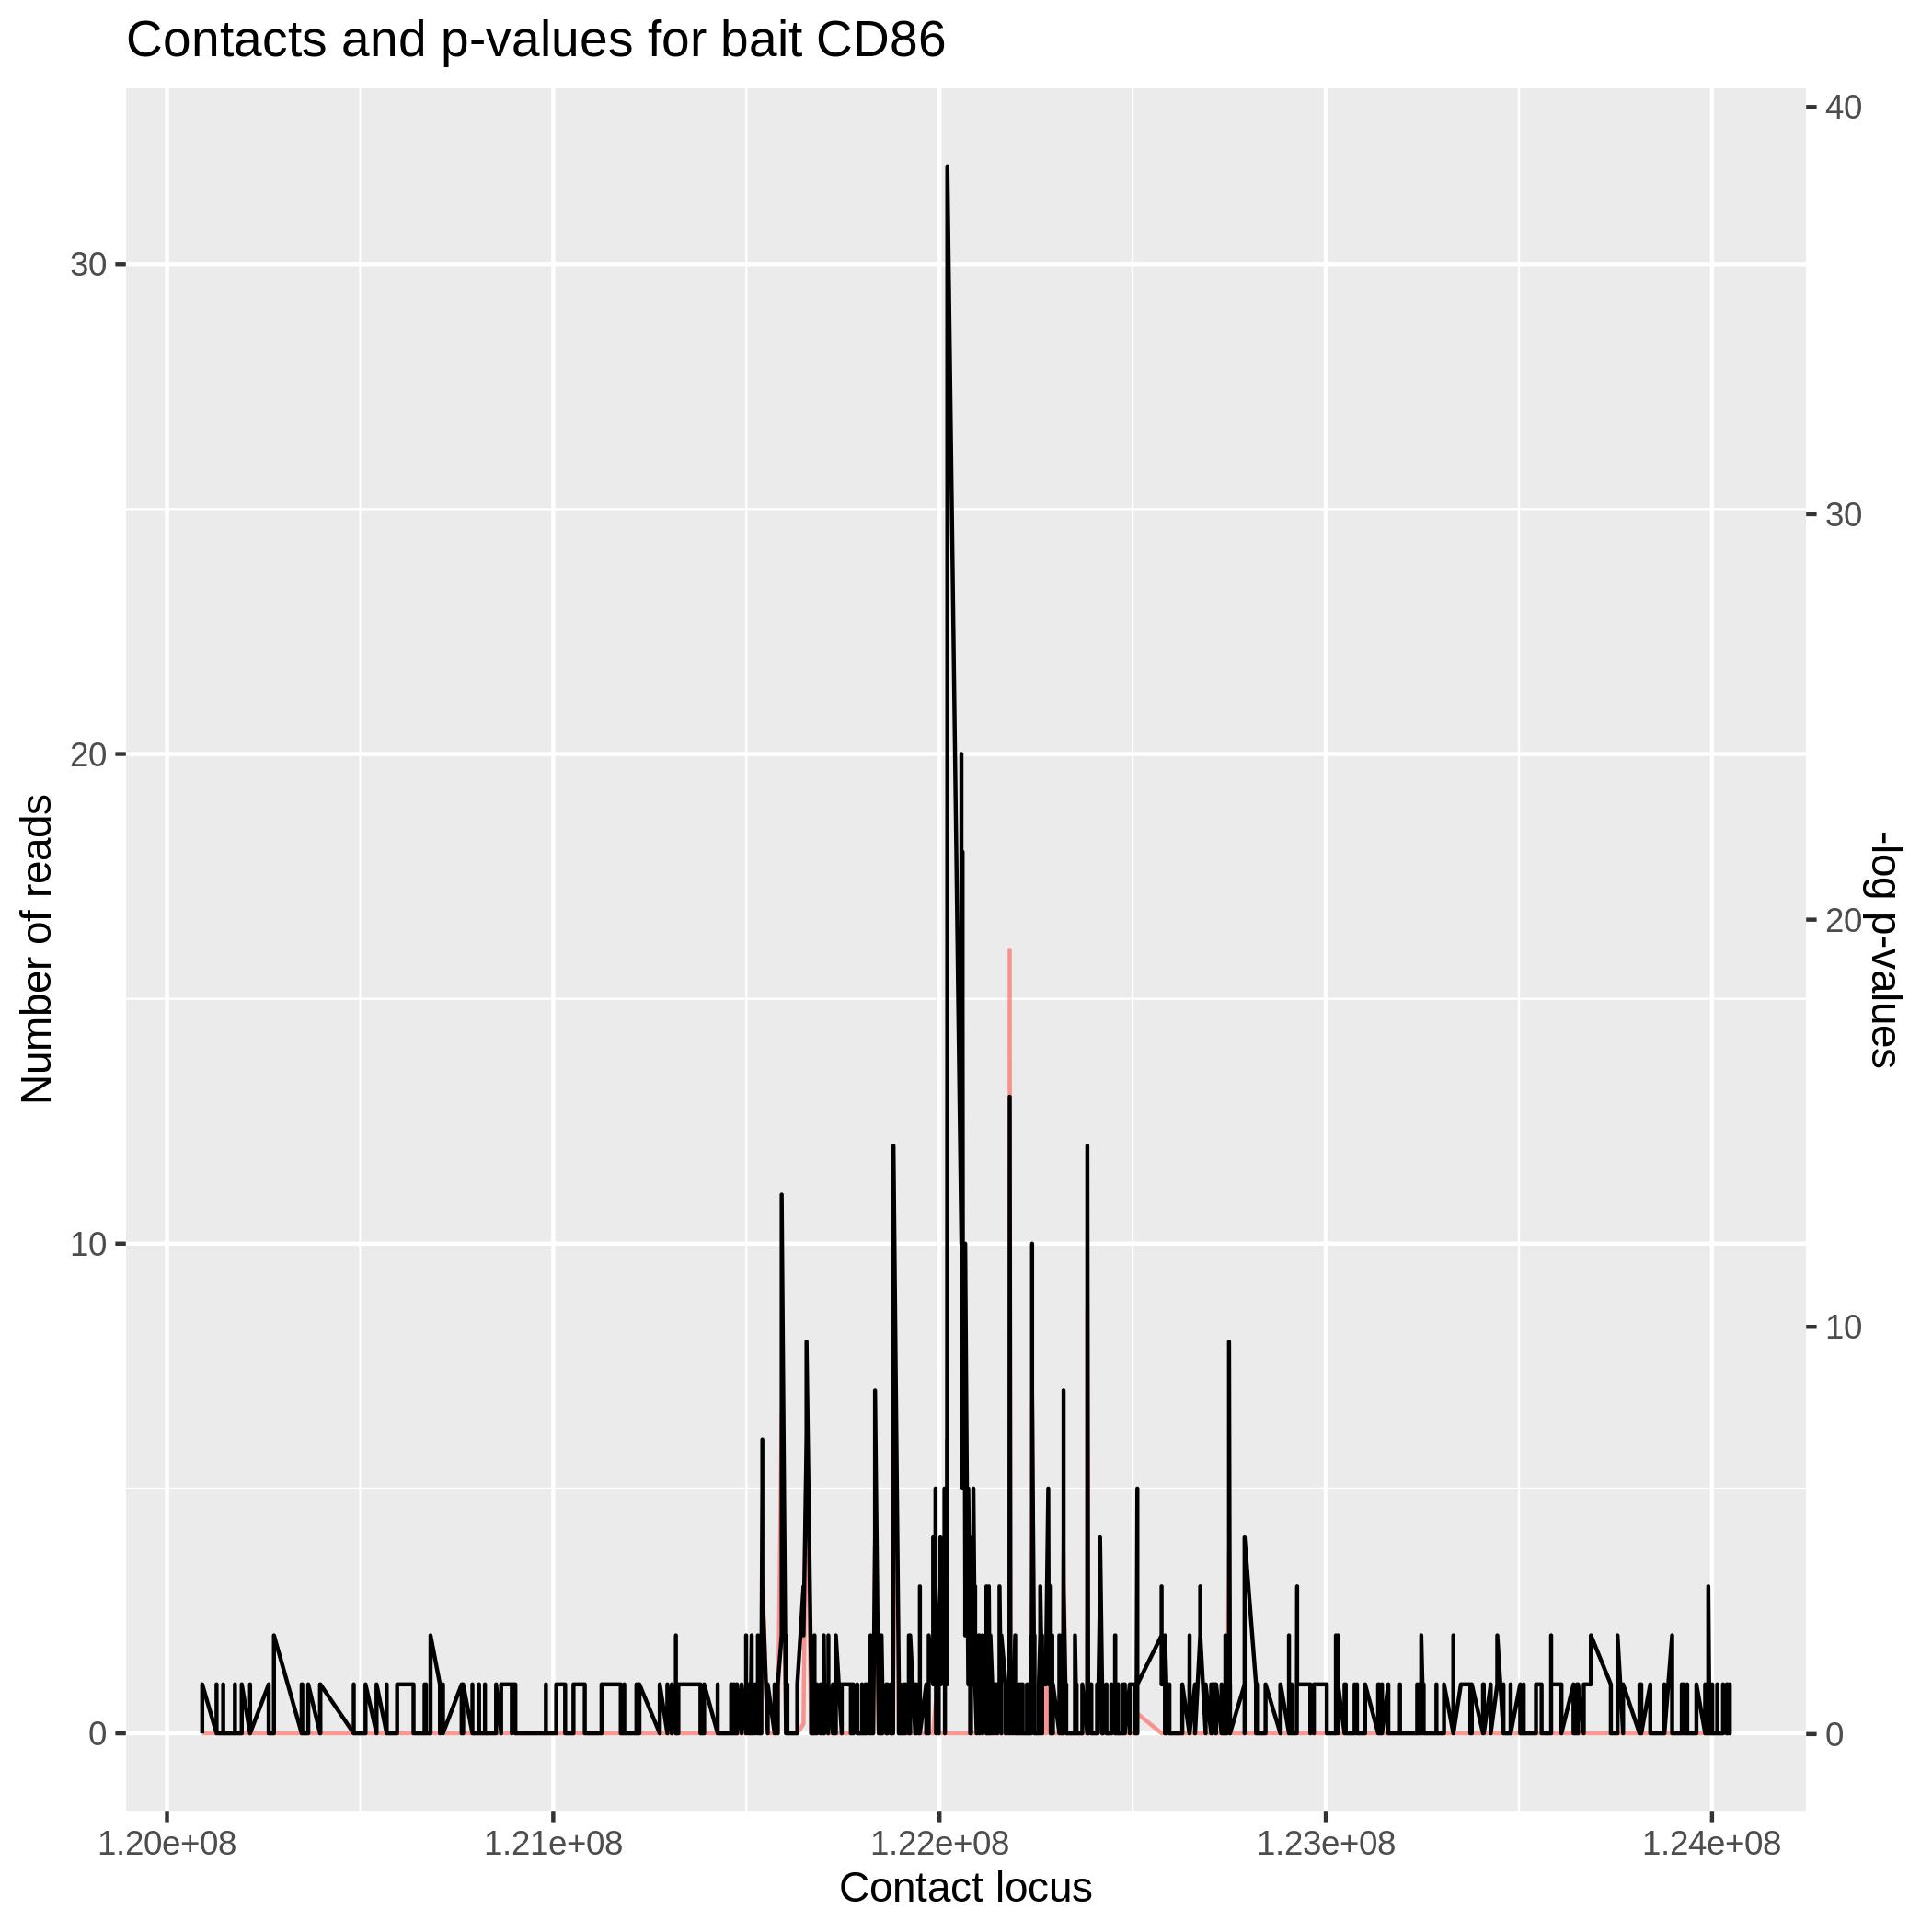 Contacts and p-values for bait CD86
40
30
30
20
20
10
10
0
0
Number of reads
-log p-values
1.20e+08 1.21e+08 1.22e+08 1.23e+08 1.24e+08
Contact locus